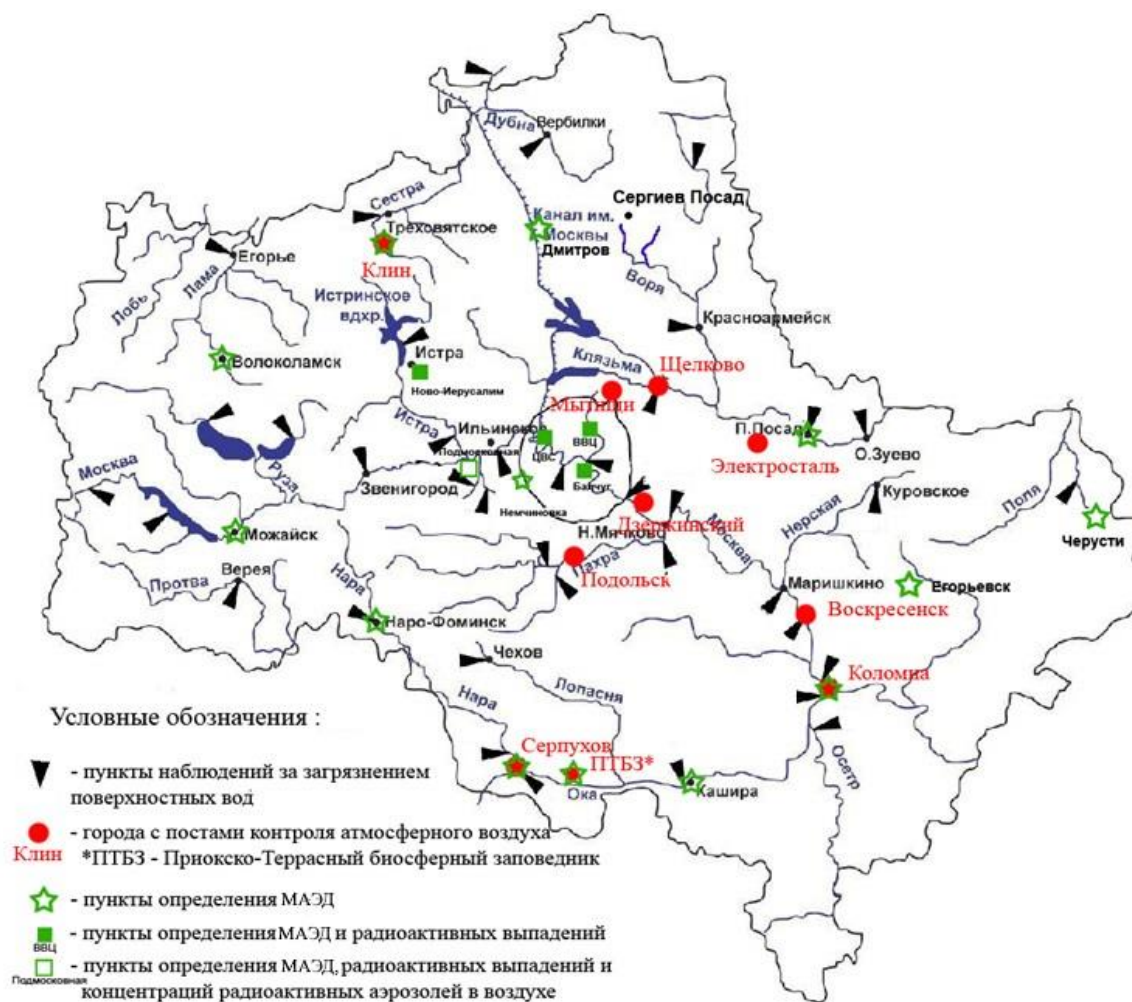 Дубна
Вербилки
Сергиев Посад
Сестра
Трехсвятское
Канал им.
Москвы
Дмитров
Клин
Егорье
Лобь
Лама
Воря
Истринское
вдхр.
Красноармейск
Волоколамск
Истра
Клязьма
Щелково
Ново-Иерусалим
Мытищи
Истра
Ильинское
Подмосковная
ВВЦ
ЦВС
П.Посад
Москва
Руза
Электросталь
О.Зуево
Звенигород
Балчуг
Немчиновка
Куровское
Поля
Дзержинский
Москва
Нерская
Можайск
Н.Мячково
Черусти
Пахра
Протва
Верея
Нара
Подольск
Маришкино
Егорьевск
Воскресенск
Наро-Фоминск
Чехов
Коломна
Лопасня
Нара
Условные обозначения :
Серпухов
ПТБЗ*
Осетр
- пункты наблюдений за загрязнением
поверхностных вод
Ока
Кашира
- города с постами контроля атмосферного воздуха
Клин
*ПТБЗ - Приокско-Террасный биосферный заповедник
- пункты определения МАЭД
- пункты определения МАЭД и радиоактивных выпадений
ВВЦ
- пункты определения МАЭД, радиоактивных выпадений и
Подмосковная
концентраций радиоактивных аэрозолей в воздухе